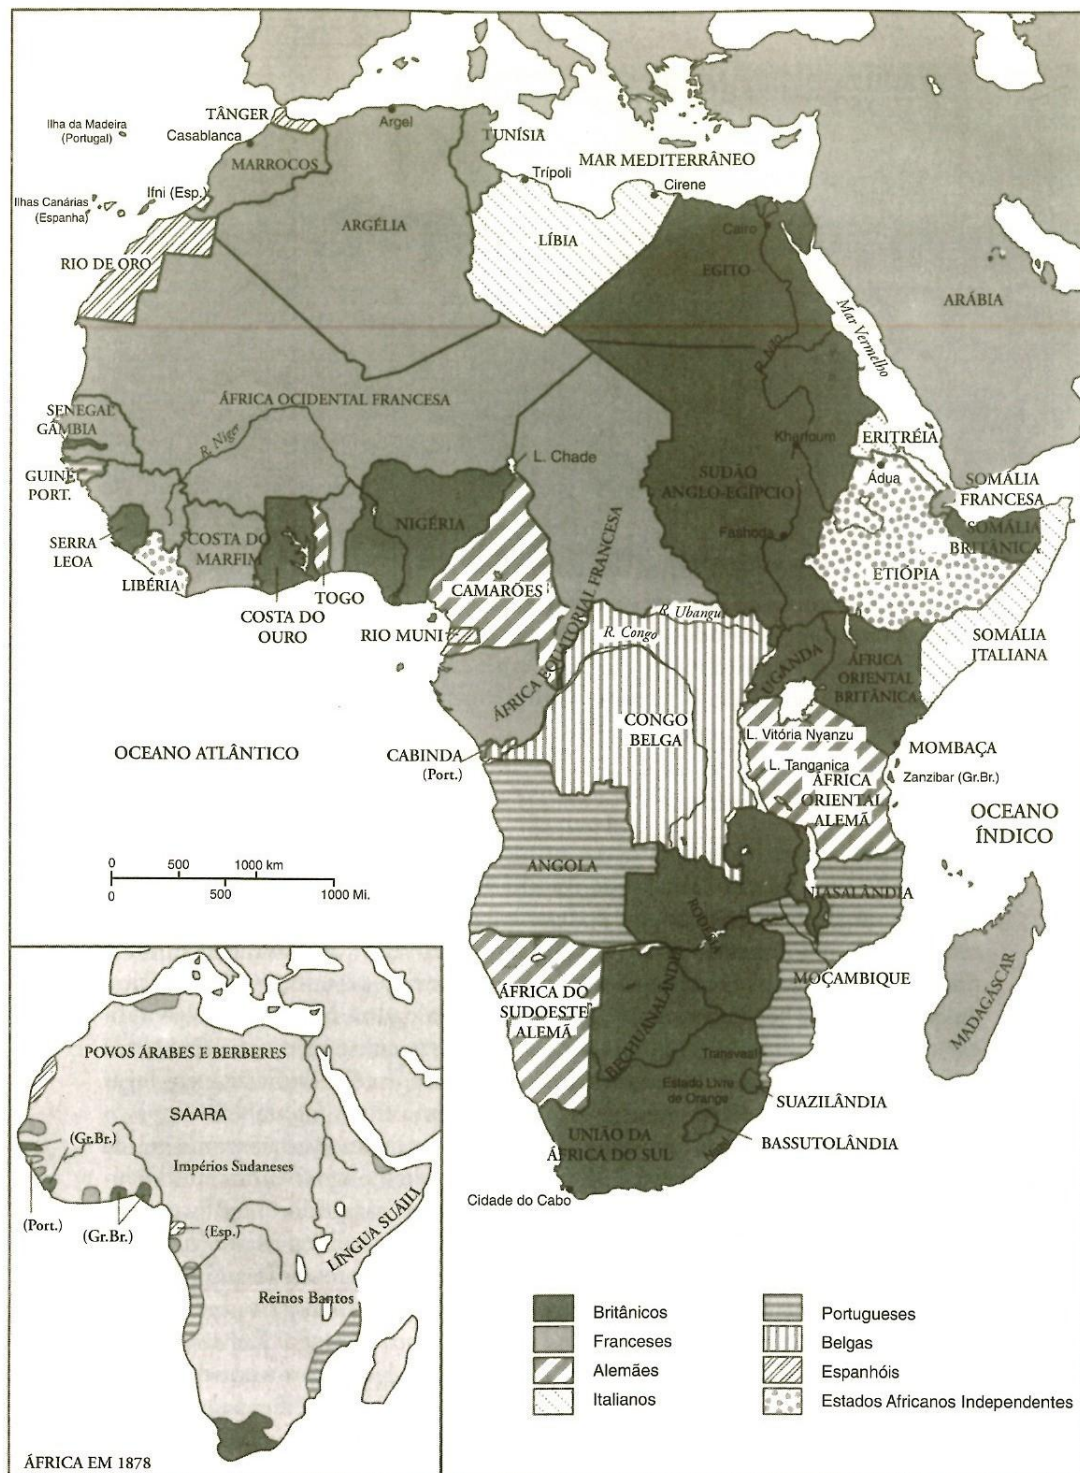 TÂNGER
Ilha da Madeira
(Portugal)
Casablanca
MARROCOS
Argel
TUNÍSIA
MAR MEDITERRÂNEO
Trípoli
Cirene
Ifni (Esp.)
Ilhas Canárias
(Espanha)
ARGÉLIA
LÍBIA
Cairo
EGITO
RIO DE ORO
ARÁBIA
Mar Vermelho
R. Nilo
ÁFRICA OCIDENTAL FRANCESA
SENEGAL
GÂMBIA
R. Niger
L. Chade
Khartoum
ERITRÉIA
Ádua
SOMÁLIA
FRANCESA
GUINÉ
PORT.
NIGÉRIA
SUDÃO
ANGLO-EGÍPCIO
Fashoda
SOMÁLIA
BRITÂNICA
SERRA
LEOA
COSTA DO
MARFIM
LIBÉRIA
TOGO
COSTA DO
OURO
CAMARÕES
ETIÓPIA
RIO MUNI
ÁFRICA EQUATORIAL FRANCESA
R. Ubangu
R. Congo
SOMÁLIA
ITALIANA
UGANDA
ÁFRICA
ORIENTAL
BRITÂNICA
OCEANO ATLÂNTICO
CABINDA
(Port.)
CONGO
BELGA
L. Vitória Nyanzu
MOMBAÇA
L. Tanganica
Zanzibar (Gr.Br.)
ÁFRICA
ORIENTAL
ALEMÃ
OCEANO
ÍNDICO
0 500 1000 km
0 500 1000 Mi.
ANGOLA
NIASALÂNDIA
RODÉSIA
MOÇAMBIQUE
MADAGÁSCAR
ÁFRICA DO
SUDOESTE
ALEMÃ
BECHUANALANDE
Transvaal
Estado Livre
de Orange
SUAZILÂNDIA
BASSUTOLÂNDIA
UNIÃO DA
ÁFRICA DO SUL
Natal
Cidade do Cabo
POVOS ÁRABES E BERBERES
SAARA
(Gr.Br.)
Impérios Sudaneses
(Port.)
(Gr.Br.)
(Esp.)
LÍNGUA SUAÍLI
Reinos Bantos
ÁFRICA EM 1878
Britânicos
Franceses
Alemães
Italianos
Portugueses
Belgas
Espanhóis
Estados Africanos Independentes